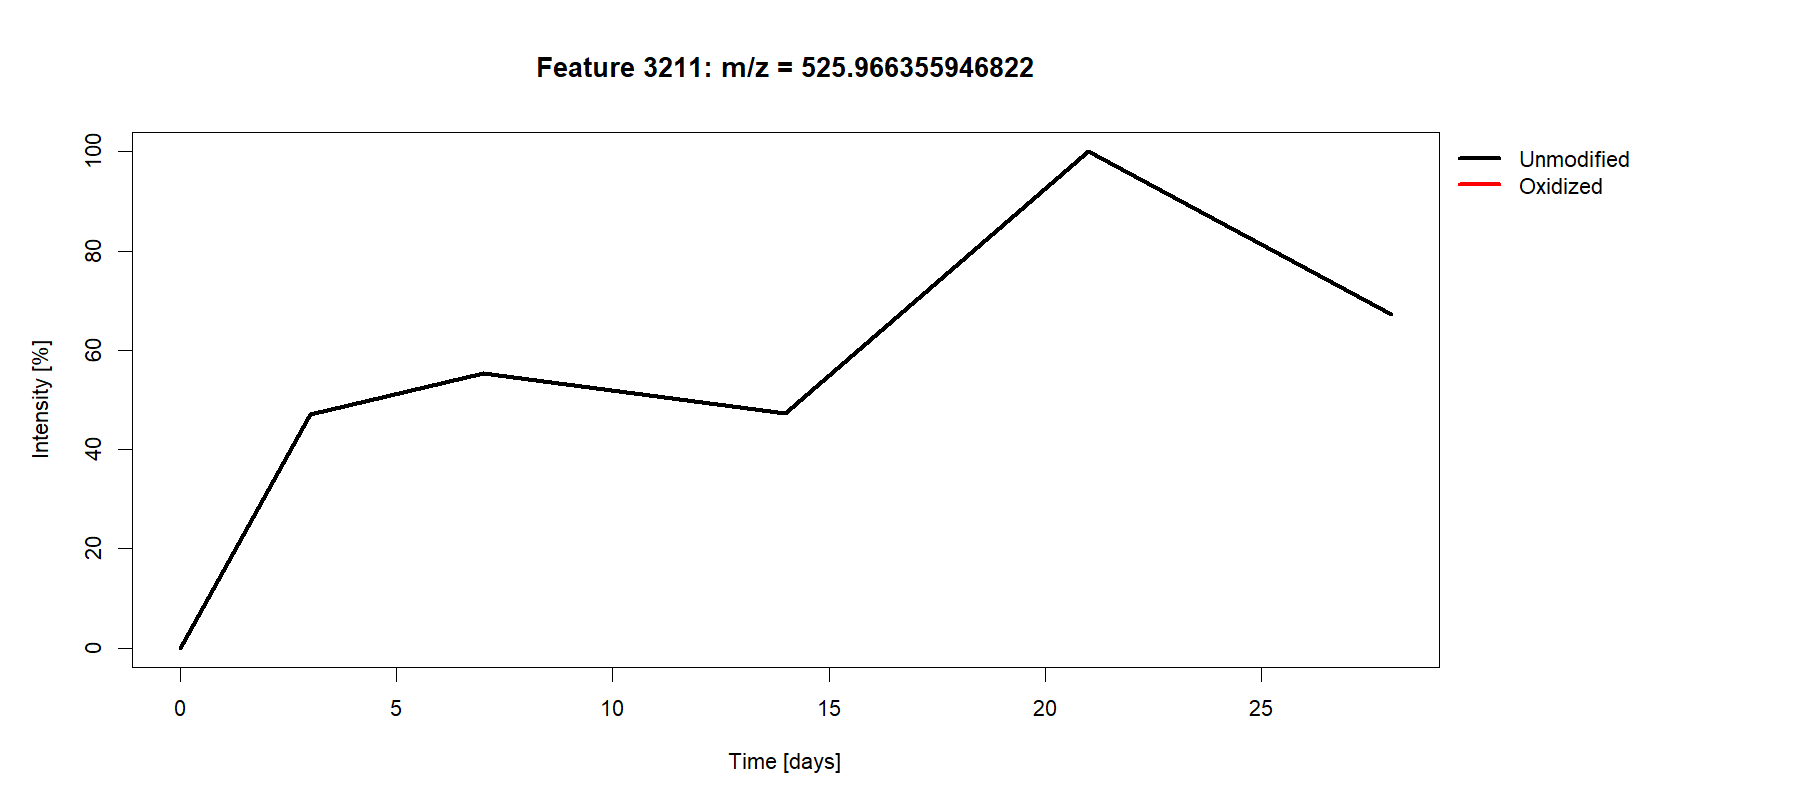 Feature 3211: m/z = 525.966355946822
Unmodified
Oxidized
Intensity [%]
100
80
60
40
20
0
0 5 10 15 20 25
Time [days]